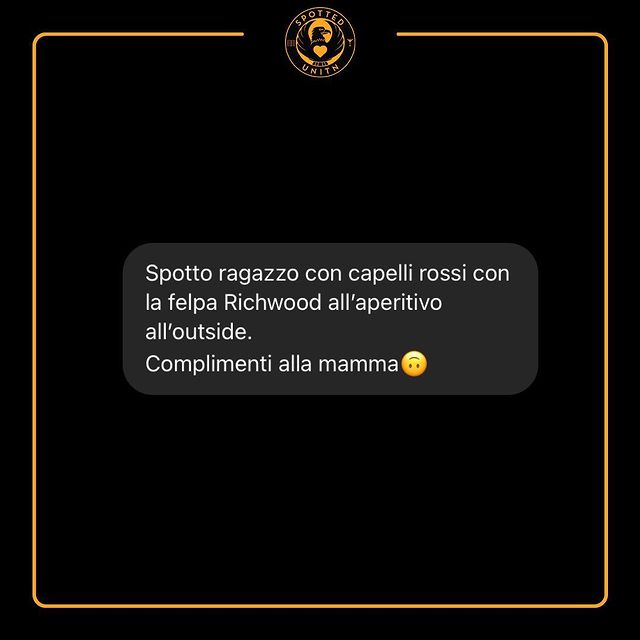 SPOTTED
UNITN
Spotto ragazzo con capelli rossi con
la felpa Richwood all’aperitivo
all’outside.
Complimenti alla mamma🙃